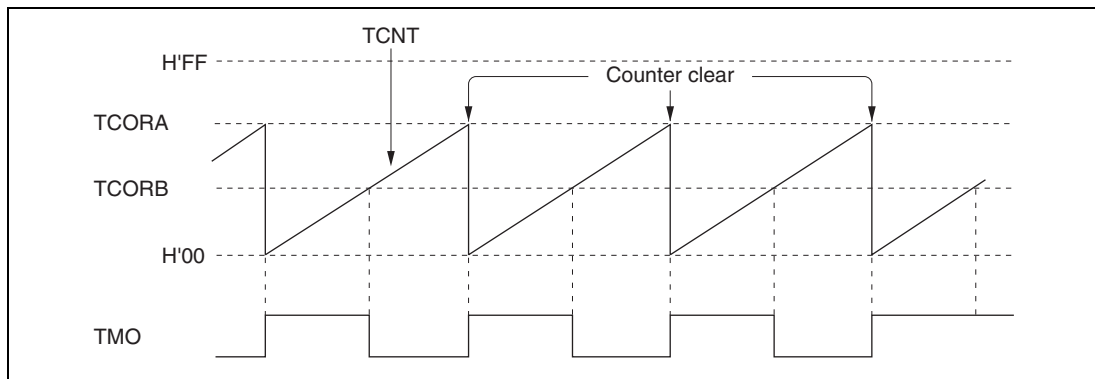 TCNT
H'FF
Counter clear
TCORA
TCORB
H'00
TMO